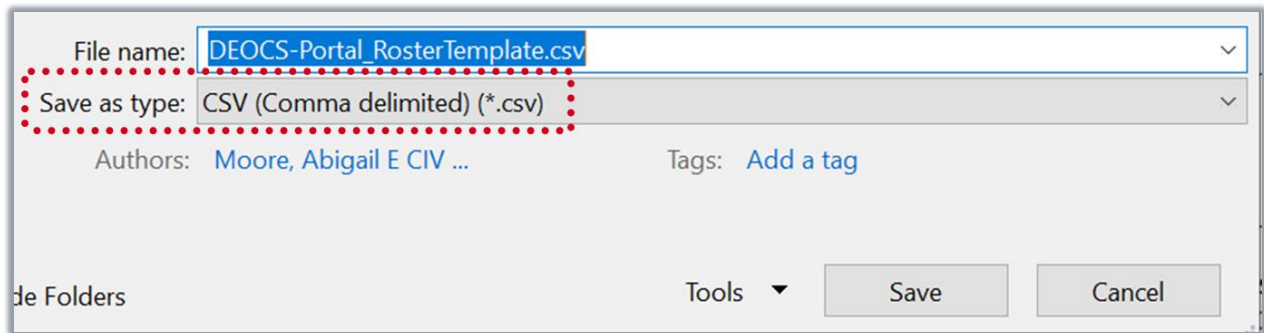 File name: DEOCS-Portal_RosterTemplate.csv
Save as type: CSV (Comma delimited) (*.csv)
Authors: Moore, Abigail E CIV ... Tags: Add a tag
de Folders Tools Save Cancel